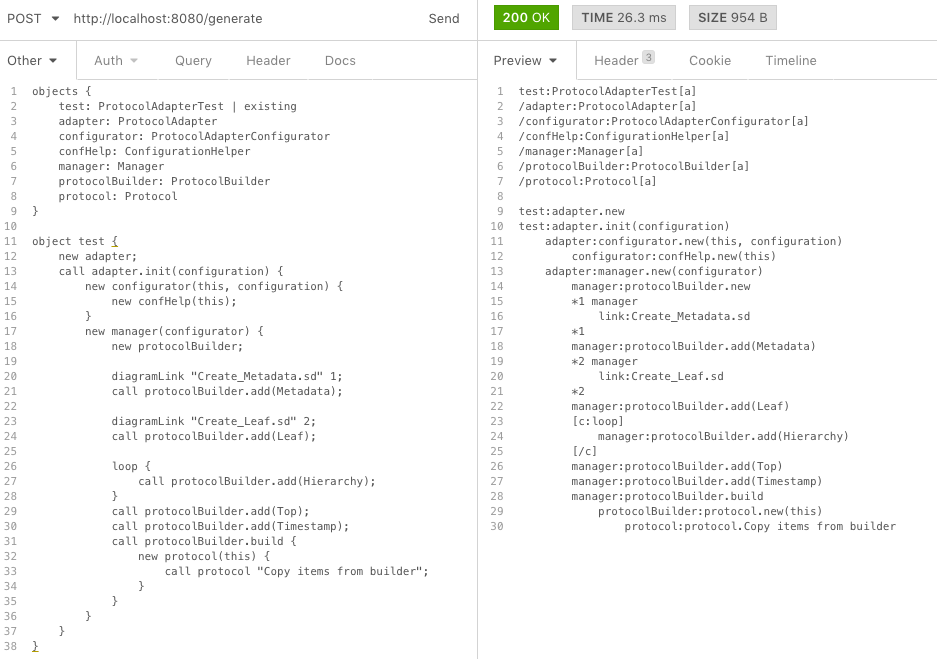 POST http://localhost:8080/generate Send
200 OK TIME 26.3 ms SIZE 954 B
Other Auth Query Header Docs
Preview Header 3 Cookie Timeline
1 objects {
2     test: ProtocolAdapterTest | existing
3     adapter: ProtocolAdapter
4     configurator: ProtocolAdapterConfigurator
5     confHelp: ConfigurationHelper
6     manager: Manager
7     protocolBuilder: ProtocolBuilder
8     protocol: Protocol
9 }
10
11 object test {
12     new adapter;
13     call adapter.init(configuration) {
14         new configurator(this, configuration) {
15             new confHelp(this);
16         }
17         new manager(configurator) {
18             new protocolBuilder;
19
20             diagramLink "Create_Metadata.sd" 1;
21             call protocolBuilder.add(Metadata);
22
23             diagramLink "Create_Leaf.sd" 2;
24             call protocolBuilder.add(Leaf);
25
26             loop {
27                 call protocolBuilder.add(Hierarchy);
28             }
29             call protocolBuilder.add(Top);
30             call protocolBuilder.add(Timestamp);
31             call protocolBuilder.build {
32                 new protocol(this) {
33                     call protocol "Copy items from builder";
34                 }
35             }
36         }
37     }
38 }
1 test:ProtocolAdapterTest[a]
2 /adapter:ProtocolAdapter[a]
3 /configurator:ProtocolAdapterConfigurator[a]
4 /confHelp:ConfigurationHelper[a]
5 /manager:Manager[a]
6 /protocolBuilder:ProtocolBuilder[a]
7 /protocol:Protocol[a]
8
9 test:adapter.new
10 test:adapter.init(configuration)
11     adapter:configurator.new(this, configuration)
12         configurator:confHelp.new(this)
13     adapter:manager.new(configurator)
14         manager:protocolBuilder.new
15         *1 manager
16             link:Create_Metadata.sd
17         *1
18         manager:protocolBuilder.add(Metadata)
19         *2 manager
20             link:Create_Leaf.sd
21         *2
22         manager:protocolBuilder.add(Leaf)
23         [c:loop]
24             manager:protocolBuilder.add(Hierarchy)
25         [/c]
26         manager:protocolBuilder.add(Top)
27         manager:protocolBuilder.add(Timestamp)
28         manager:protocolBuilder.build
29             protocolBuilder:protocol.new(this)
30                 protocol:protocol.Copy items from builder